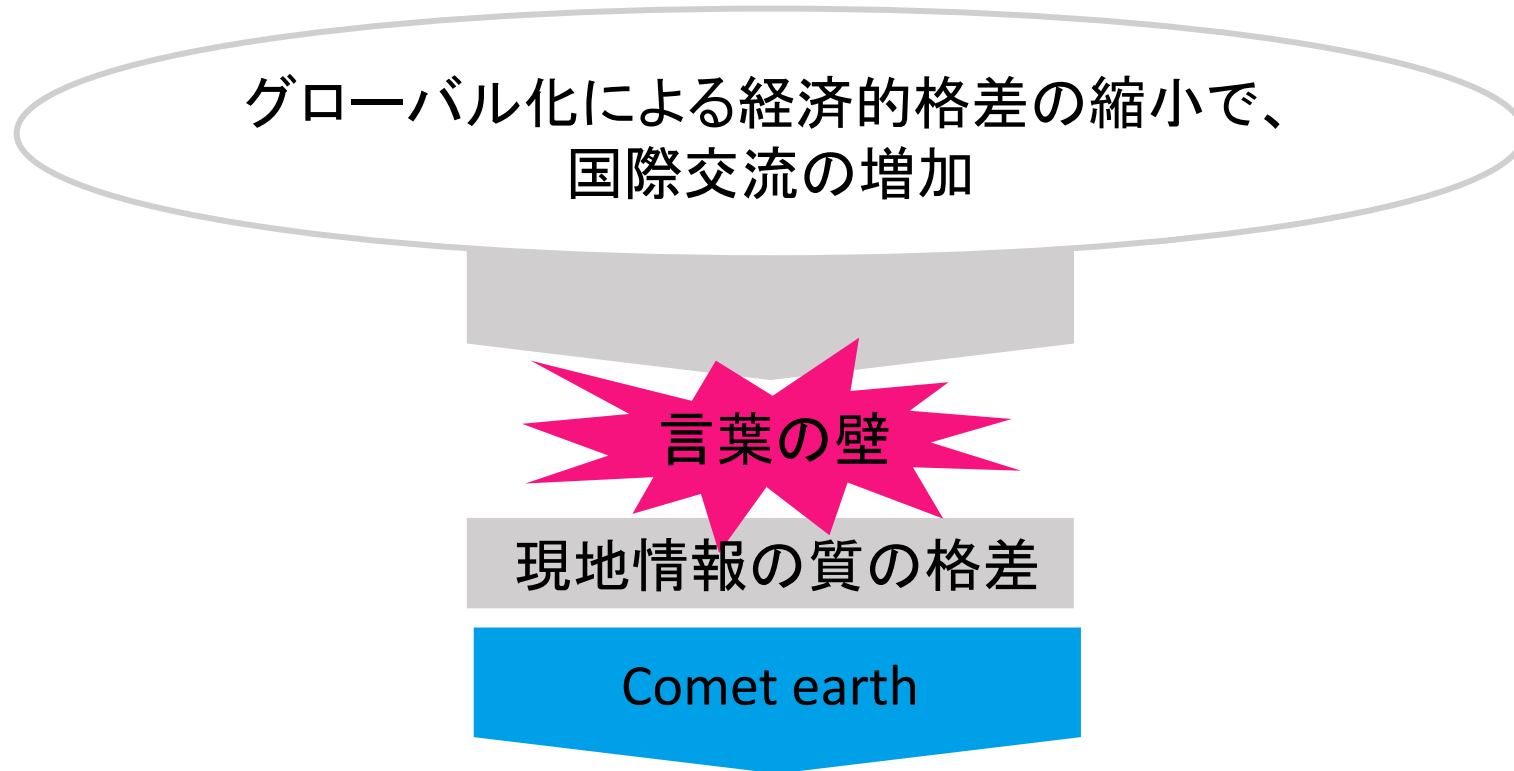 グローバル化による経済的格差の縮小で、
国際交流の増加
言葉の壁
現地情報の質の格差
Comet earth